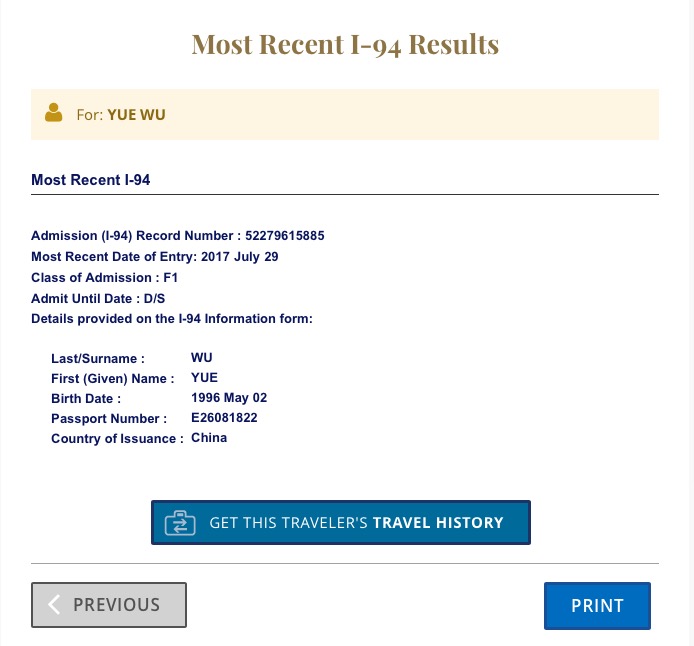 Most Recent I-94 Results
For: YUE WU
Most Recent I-94
Admission (I-94) Record Number : 52279615885
Most Recent Date of Entry: 2017 July 29
Class of Admission : F1
Admit Until Date : D/S
Details provided on the I-94 Information form:
Last/Surname : WU
First (Given) Name : YUE
Birth Date : 1996 May 02
Passport Number : E26081822
Country of Issuance : China
GET THIS TRAVELER'S TRAVEL HISTORY
PREVIOUS
PRINT